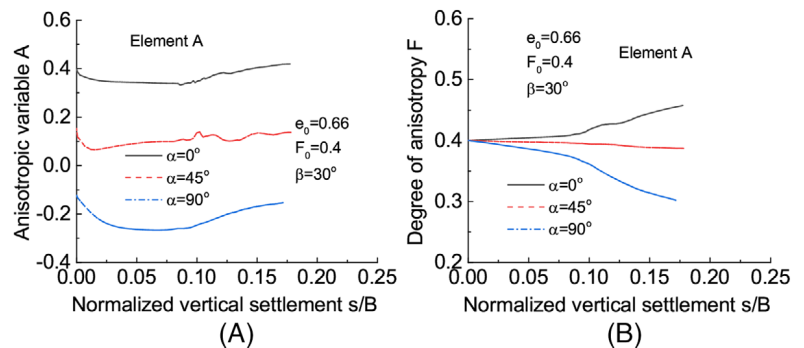 Element A
Anisotropic variable A
0.6
0.4
0.2
0.0
-0.2
-0.4
e0=0.66
F0=0.4
β=30°
α=0°
α=45°
α=90°
0.00 0.05 0.10 0.15 0.20 0.25
Normalized vertical settlement s/B
(A)
e0=0.66
F0=0.4
β=30°
Element A
Degree of anisotropy F
0.6
0.5
0.4
0.3
0.2
α=0°
α=45°
α=90°
0.00 0.05 0.10 0.15 0.20 0.25
Normalized vertical settlement s/B
(B)